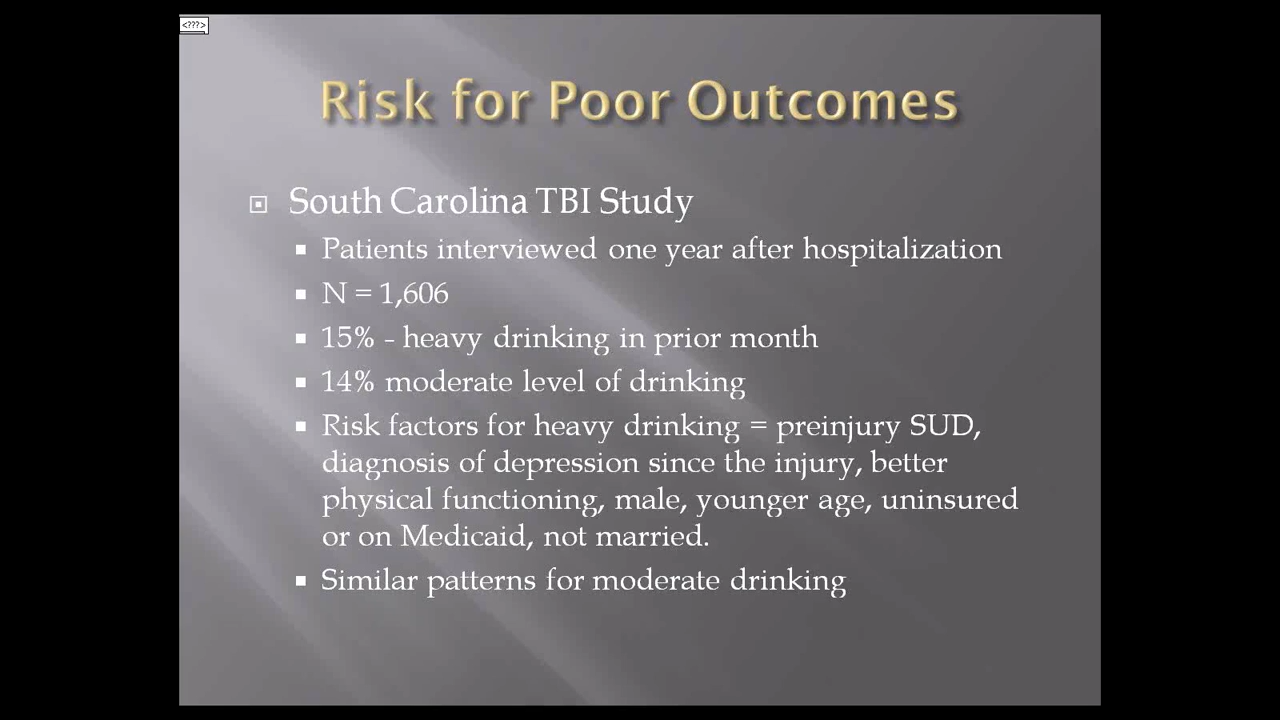 <???>
Risk for Poor Outcomes
South Carolina TBI Study
Patients interviewed one year after hospitalization
N = 1,606
15% - heavy drinking in prior month
14% moderate level of drinking
Risk factors for heavy drinking = preinjury SUD,
diagnosis of depression since the injury, better
physical functioning, male, younger age, uninsured
or on Medicaid, not married.
Similar patterns for moderate drinking